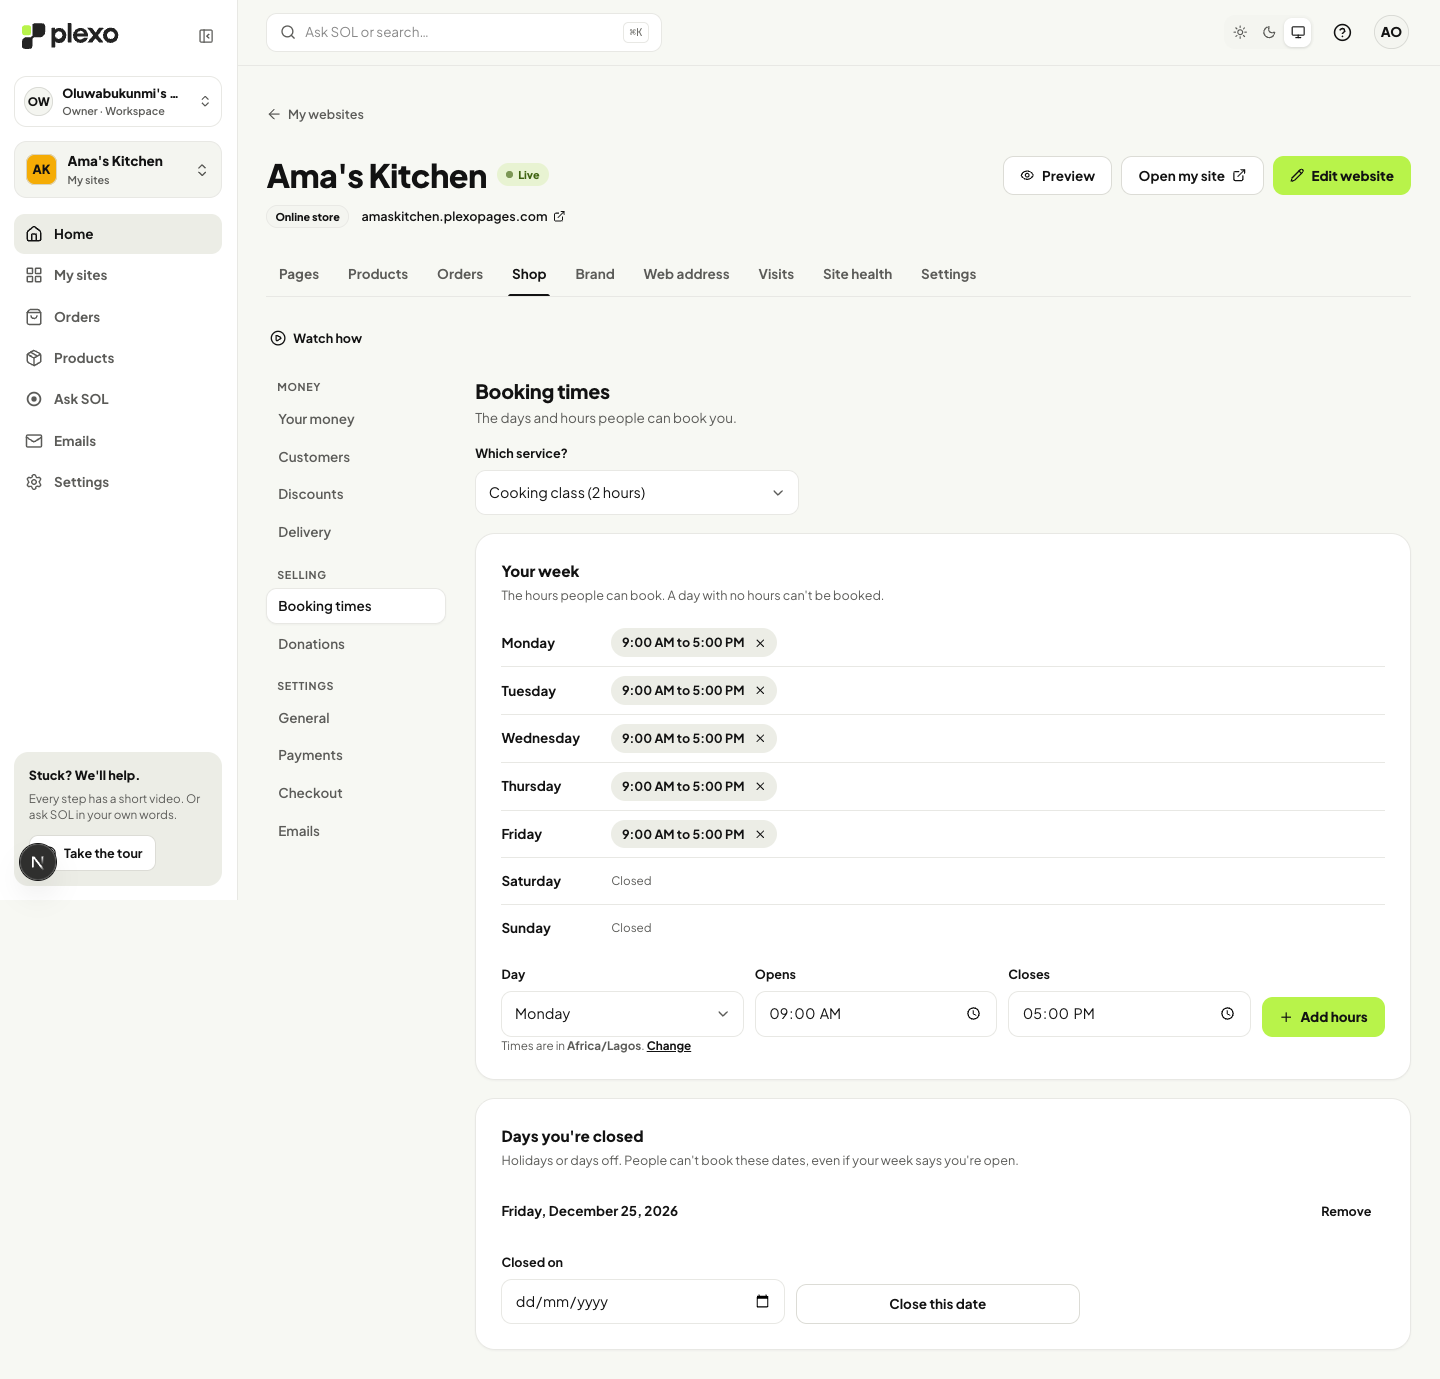 plexo
Ask SOL or search...
⌘K
AO
OW
Oluwabukunmi's ...
Owner · Workspace
AK
Ama's Kitchen
My sites
Home
My sites
Orders
Products
Ask SOL
Emails
Settings
Stuck? We'll help.
Every step has a short video. Or
ask SOL in your own words.
Take the tour
N
My websites
Ama's Kitchen
Live
Preview
Open my site
Edit website
Online store
amaskitchen.plexopages.com
Pages
Products
Orders
Shop
Brand
Web address
Visits
Site health
Settings
Watch how
MONEY
Your money
Customers
Discounts
Delivery
SELLING
Booking times
Donations
SETTINGS
General
Payments
Checkout
Emails
Booking times
The days and hours people can book you.
Which service?
Cooking class (2 hours)
Your week
The hours people can book. A day with no hours can't be booked.
Monday 9:00 AM to 5:00 PM
Tuesday 9:00 AM to 5:00 PM
Wednesday 9:00 AM to 5:00 PM
Thursday 9:00 AM to 5:00 PM
Friday 9:00 AM to 5:00 PM
Saturday Closed
Sunday Closed
Day Opens Closes
Monday 09:00 AM 05:00 PM + Add hours
Times are in Africa/Lagos. Change
Days you're closed
Holidays or days off. People can't book these dates, even if your week says you're open.
Friday, December 25, 2026 Remove
Closed on
dd/mm/yyyy Close this date